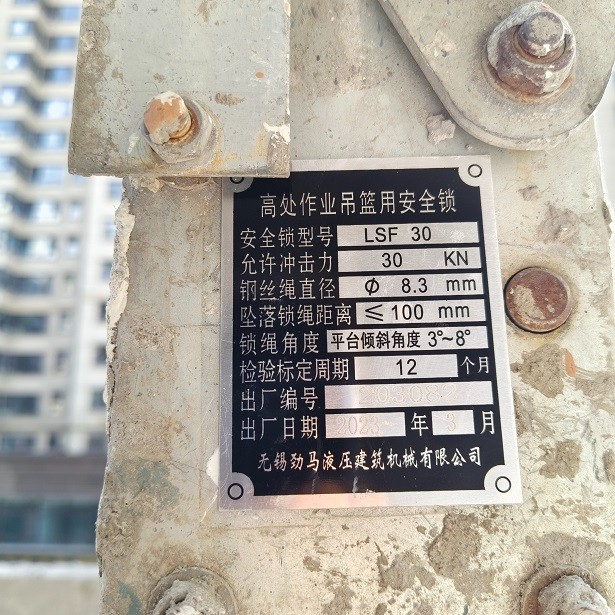 高处作业吊篮用安全锁
安全锁型号 LSF 30
允许冲击力 30 KN
钢丝绳直径 Φ 8.3 mm
坠落锁绳距离 ≤100 mm
锁绳角度 平台倾斜角度 3°~8°
检验标定周期 12 个月
出厂编号
出厂日期 2023 年 3 月
无锡劲马液压建筑机械有限公司